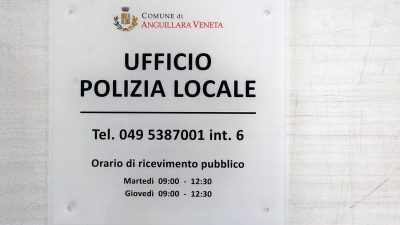 COMUNE di
ANGUILLARA VENETA
UFFICIO
POLIZIA LOCALE
Tel. 049 5387001 int. 6
Orario di ricevimento pubblico
Martedì 09:00 - 12:30
Giovedì 09:00 - 12:30